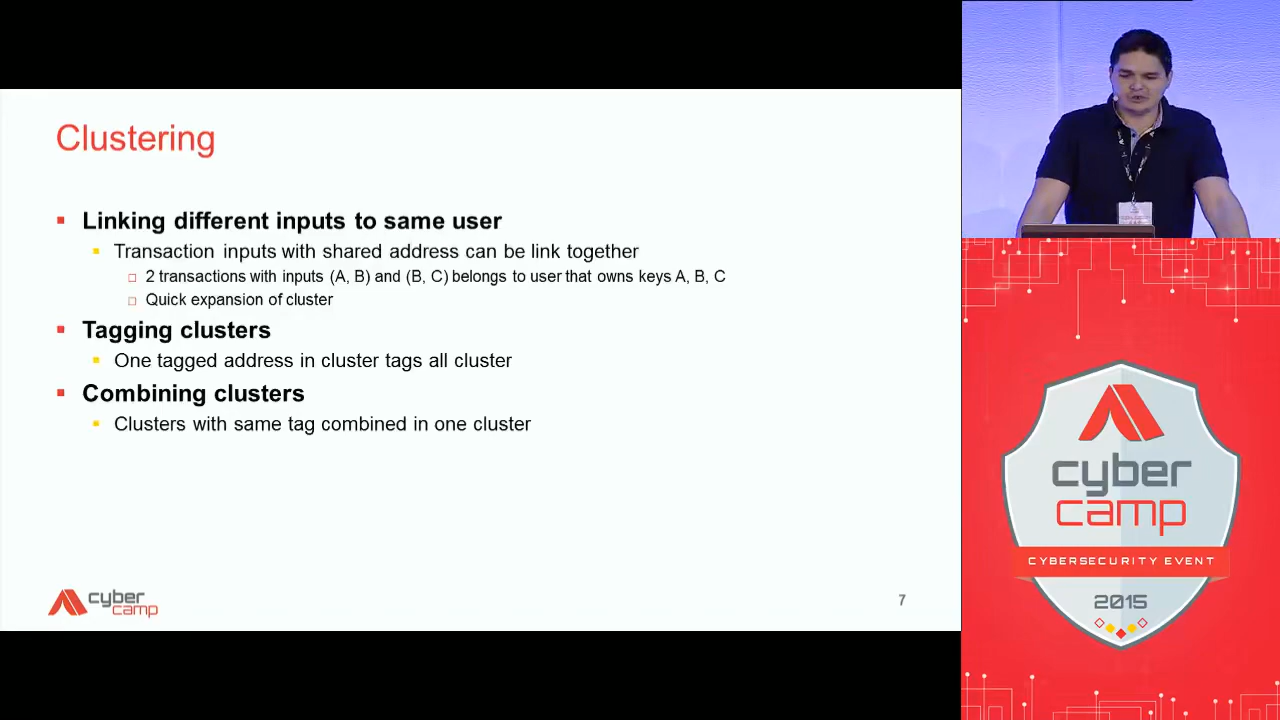 Clustering
Linking different inputs to same user
Transaction inputs with shared address can be link together
2 transactions with inputs (A, B) and (B, C) belongs to user that owns keys A, B, C
Quick expansion of cluster
Tagging clusters
One tagged address in cluster tags all cluster
Combining clusters
Clusters with same tag combined in one cluster
cyber
camp
7
cyber
camp
CYBERSECURITY EVENT
2015